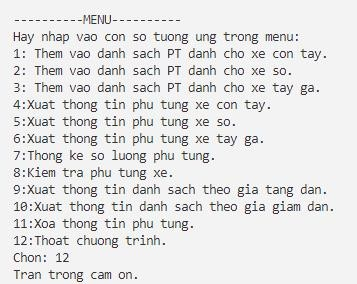 ----------MENU----------
Hay nhap vao con so tuong ung trong menu:
1: Them vao danh sach PT danh cho xe con tay.
2: Them vao danh sach PT danh cho xe so.
3: Them vao danh sach PT danh cho xe tay ga.
4:Xuat thong tin phu tung xe con tay.
5:Xuat thong tin phu tung xe so.
6:Xuat thong tin phu tung xe tay ga.
7:Thong ke so luong phu tung.
8:Kiem tra phu tung xe.
9:Xuat thong tin danh sach theo gia tang dan.
10:Xuat thong tin danh sach theo gia giam dan.
11:Xoa thong tin phu tung.
12:Thoat chuong trinh.
Chon: 12
Tran trong cam on.